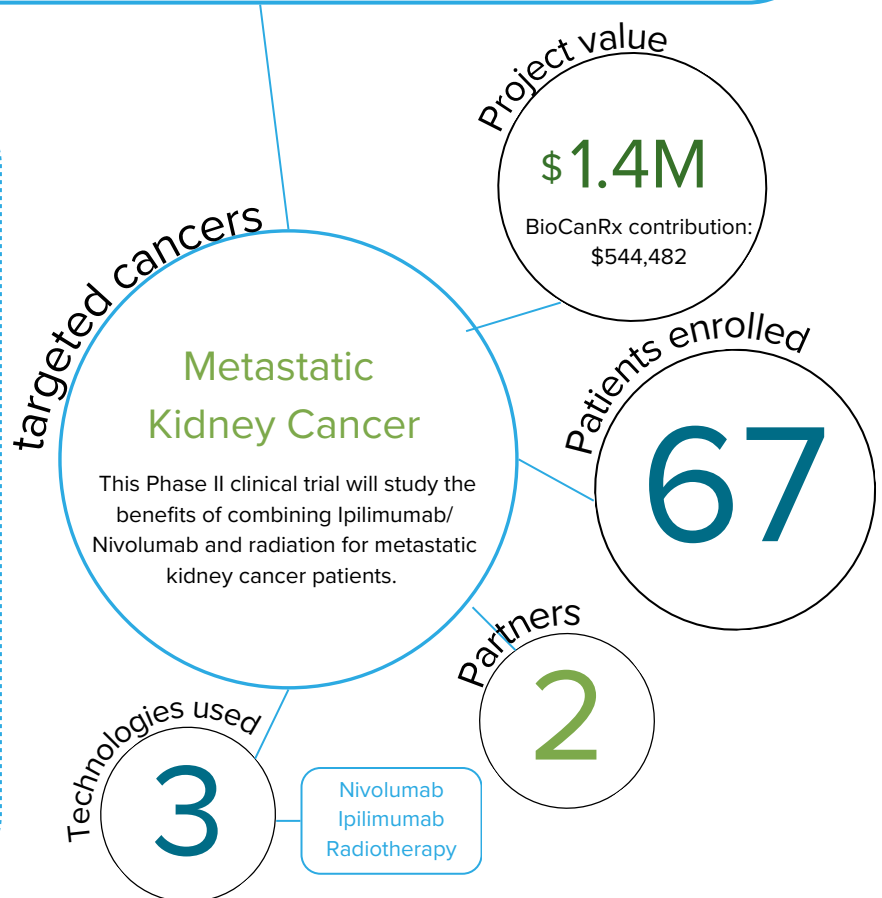 Project value
$1.4M
BioCanRx contribution:
$544,482
targeted cancers
Metastatic
Kidney Cancer
This Phase II clinical trial will study the
benefits of combining Ipilimumab/
Nivolumab and radiation for metastatic
kidney cancer patients.
Patients enrolled
67
Partners
2
Technologies used
3
Nivolumab
Ipilimumab
Radiotherapy